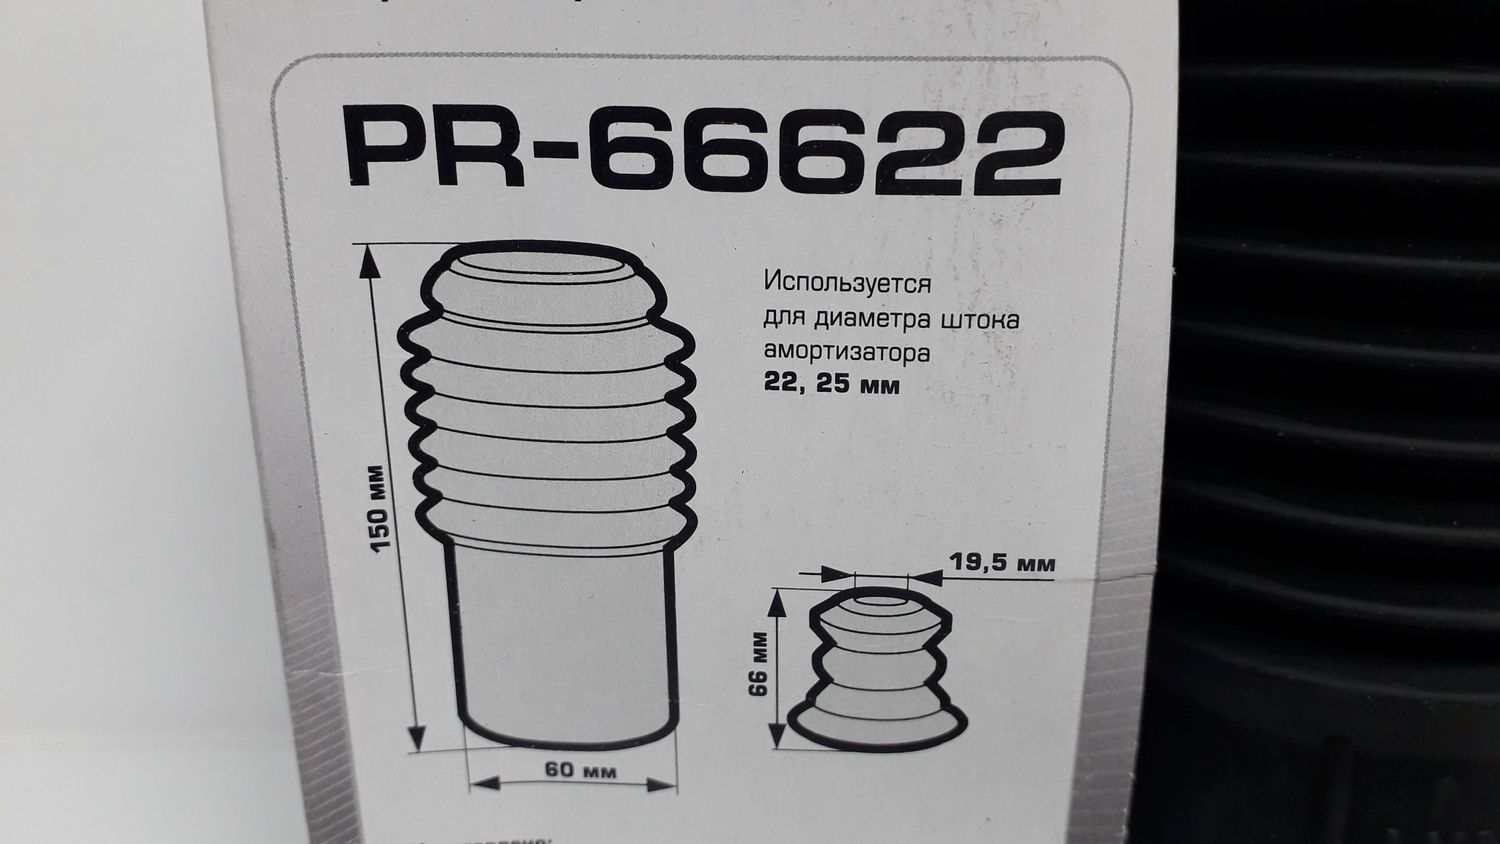 PR-66622
Используется
для диаметра штока
амортизатора
22, 25 мм
150 мм
19,5 мм
66 мм
60 мм